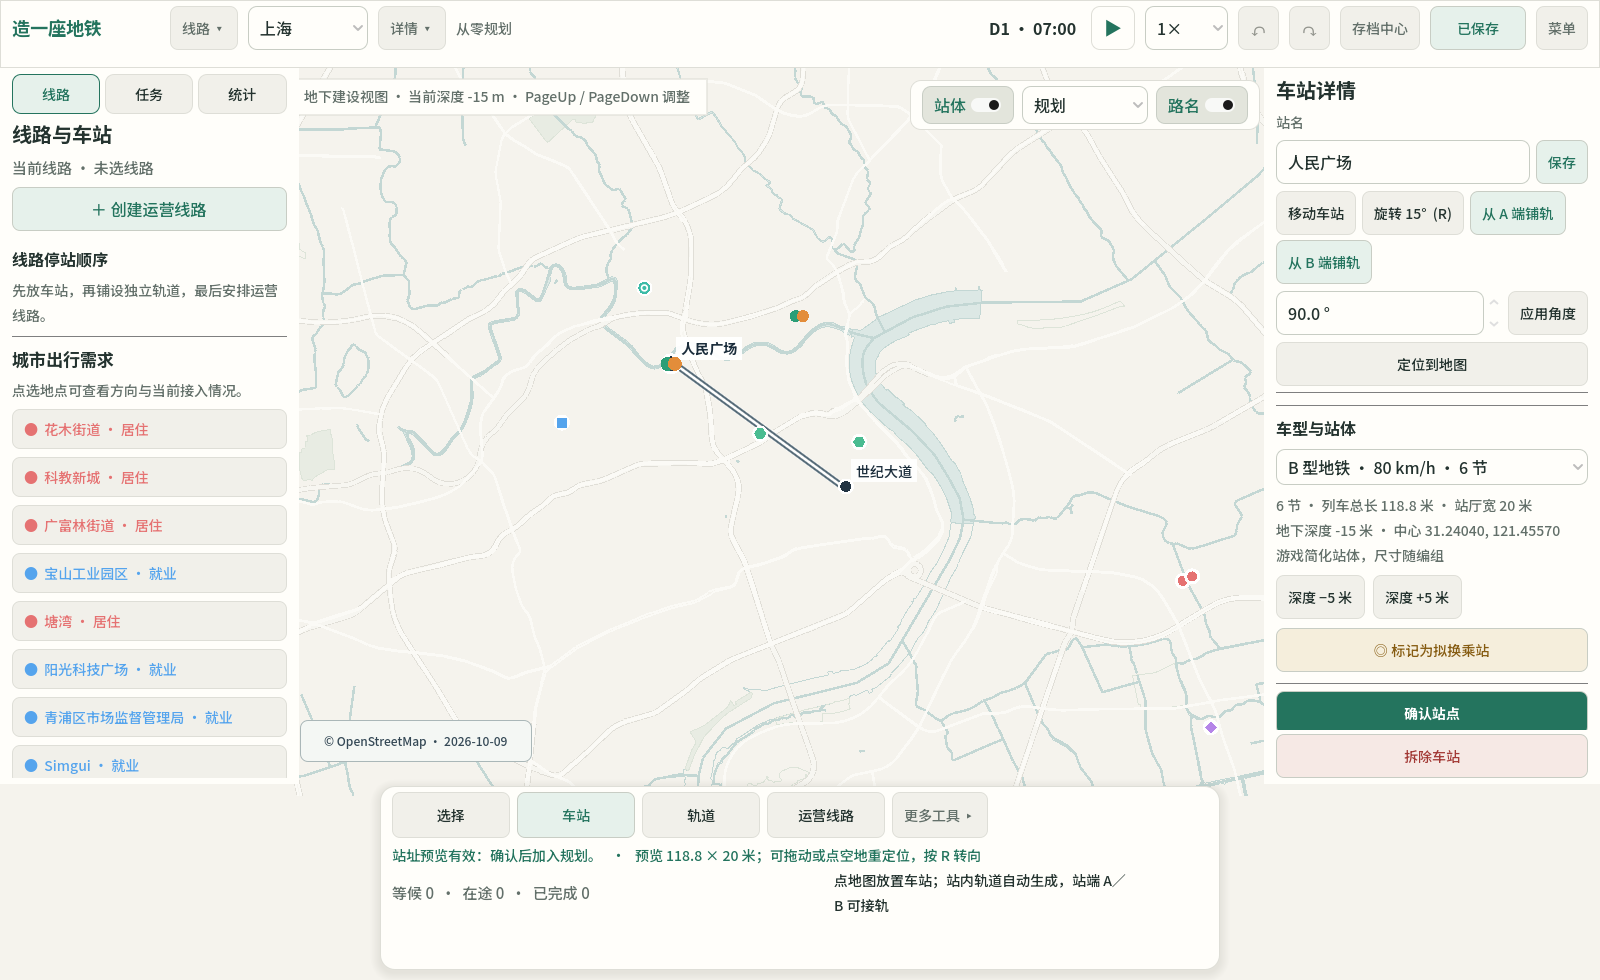 造一座地铁
线路 ▾
上海
详情 ▾
从零规划
D1 · 07:00
1×
存档中心
已保存
菜单
线路
任务
统计
线路与车站
当前线路 · 未选线路
＋ 创建运营线路
线路停站顺序
先放车站，再铺设独立轨道，最后安排运营
线路。
城市出行需求
点选地点可查看方向与当前接入情况。
花木街道 · 居住
科教新城 · 居住
广富林街道 · 居住
宝山工业园区 · 就业
塘湾 · 居住
阳光科技广场 · 就业
青浦区市场监督管理局 · 就业
Simgui · 就业
地下建设视图 · 当前深度 -15 m · PageUp / PageDown 调整
站体
规划
路名
人民广场
世纪大道
© OpenStreetMap · 2026-10-09
车站详情
站名
人民广场
保存
移动车站
旋转 15° (R)
从 A 端铺轨
从 B 端铺轨
90.0 °
应用角度
定位到地图
车型与站体
B 型地铁 · 80 km/h · 6 节
6 节 · 列车总长 118.8 米 · 站厅宽 20 米
地下深度 -15 米 · 中心 31.24040, 121.45570
游戏简化站体，尺寸随编组
深度 −5 米
深度 +5 米
◎ 标记为拟换乘站
确认站点
拆除车站
选择
车站
轨道
运营线路
更多工具 ▸
站址预览有效：确认后加入规划。 · 预览 118.8 × 20 米；可拖动或点空地重定位，按 R 转向
等候 0 · 在途 0 · 已完成 0
点地图放置车站；站内轨道自动生成，站端 A／
B 可接轨